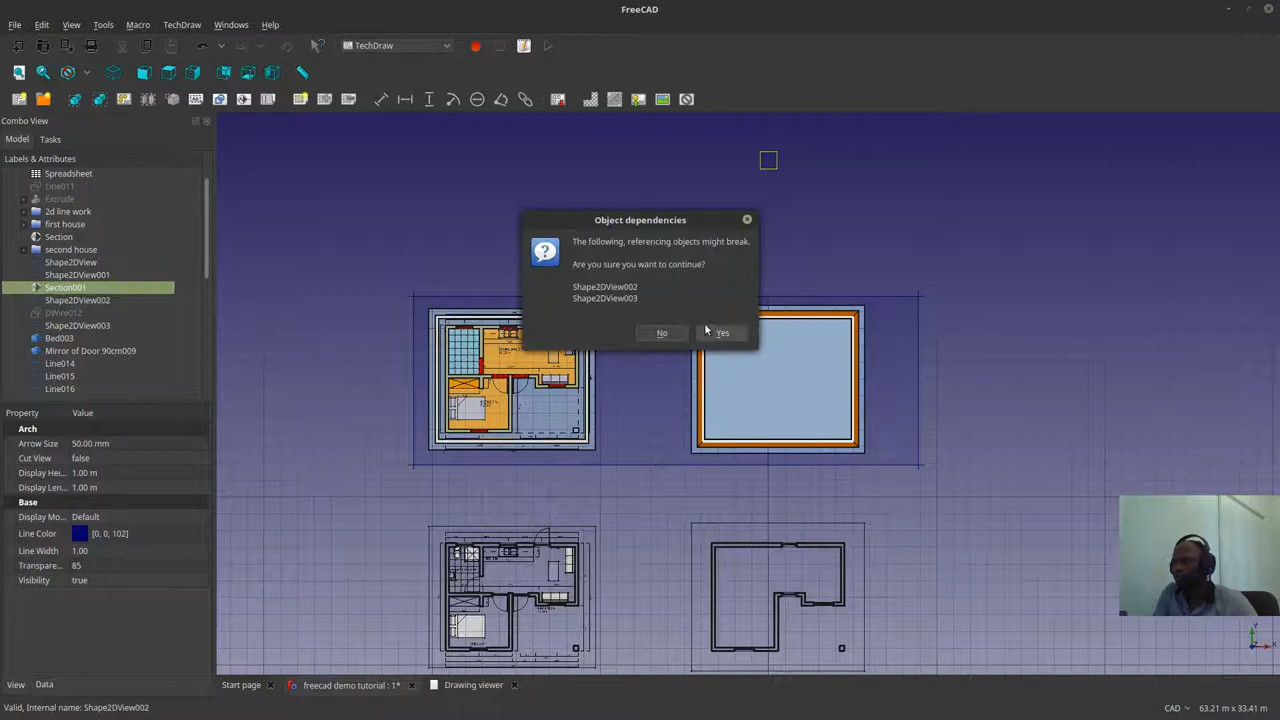 FreeCAD
File Edit View Tools Macro TechDraw Windows Help
TechDraw
Combo View
Model Tasks
Labels & Attributes
Spreadsheet
Line011
Extrude
2d line work
first house
Section
second house
Shape2DView
Shape2DView001
Section001
Shape2DView002
DWire012
Shape2DView003
Bed003
Mirror of Door 90cm009
Line014
Line015
Line016
Object dependencies
The following, referencing objects might break.
Are you sure you want to continue?
Shape2DView002
Shape2DView003
No Yes
Property Value
Arch
Arrow Size 50.00 mm
Cut View false
Display Hei... 1.00 m
Display Len... 1.00 m
Base
Display Mo... Default
Line Color [0, 0, 102]
Line Width 1.00
Transpare... 85
Visibility true
View Data
Start page freecad demo tutorial : 1* Drawing viewer
Valid, Internal name: Shape2DView002
CAD 63.21 m x 33.41 m
Y
X